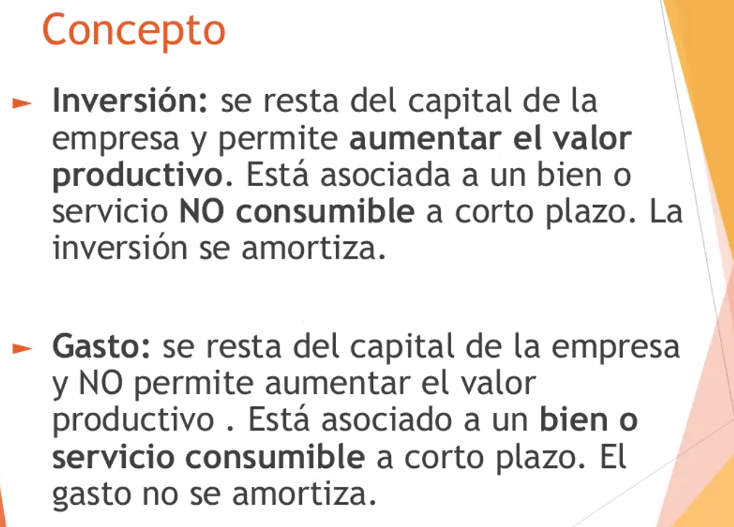 Concepto
► Inversión: se resta del capital de la
empresa y permite aumentar el valor
productivo. Está asociada a un bien o
servicio NO consumible a corto plazo. La
inversión se amortiza.
► Gasto: se resta del capital de la empresa
y NO permite aumentar el valor
productivo . Está asociado a un bien o
servicio consumible a corto plazo. El
gasto no se amortiza.